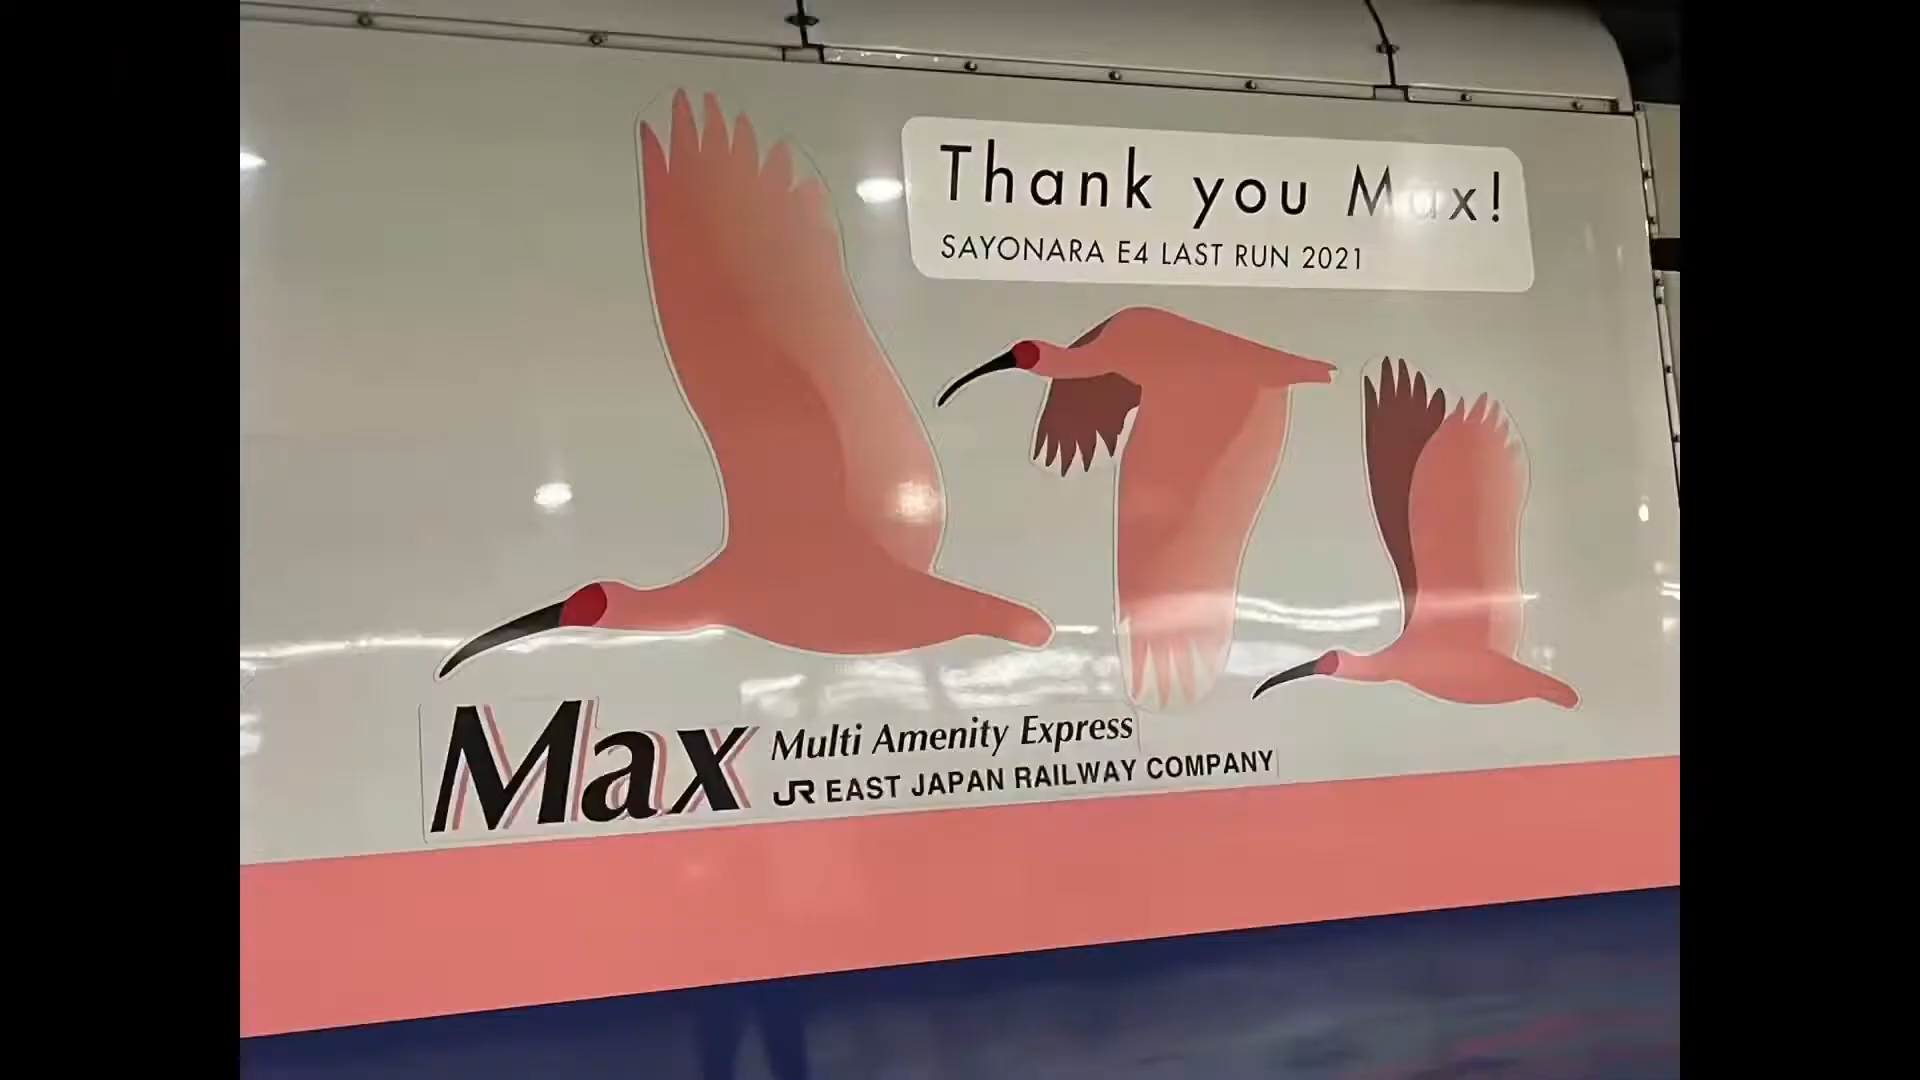 Thank you Max!
SAYONARA E4 LAST RUN 2021
Max Multi Amenity Express
JR EAST JAPAN RAILWAY COMPANY